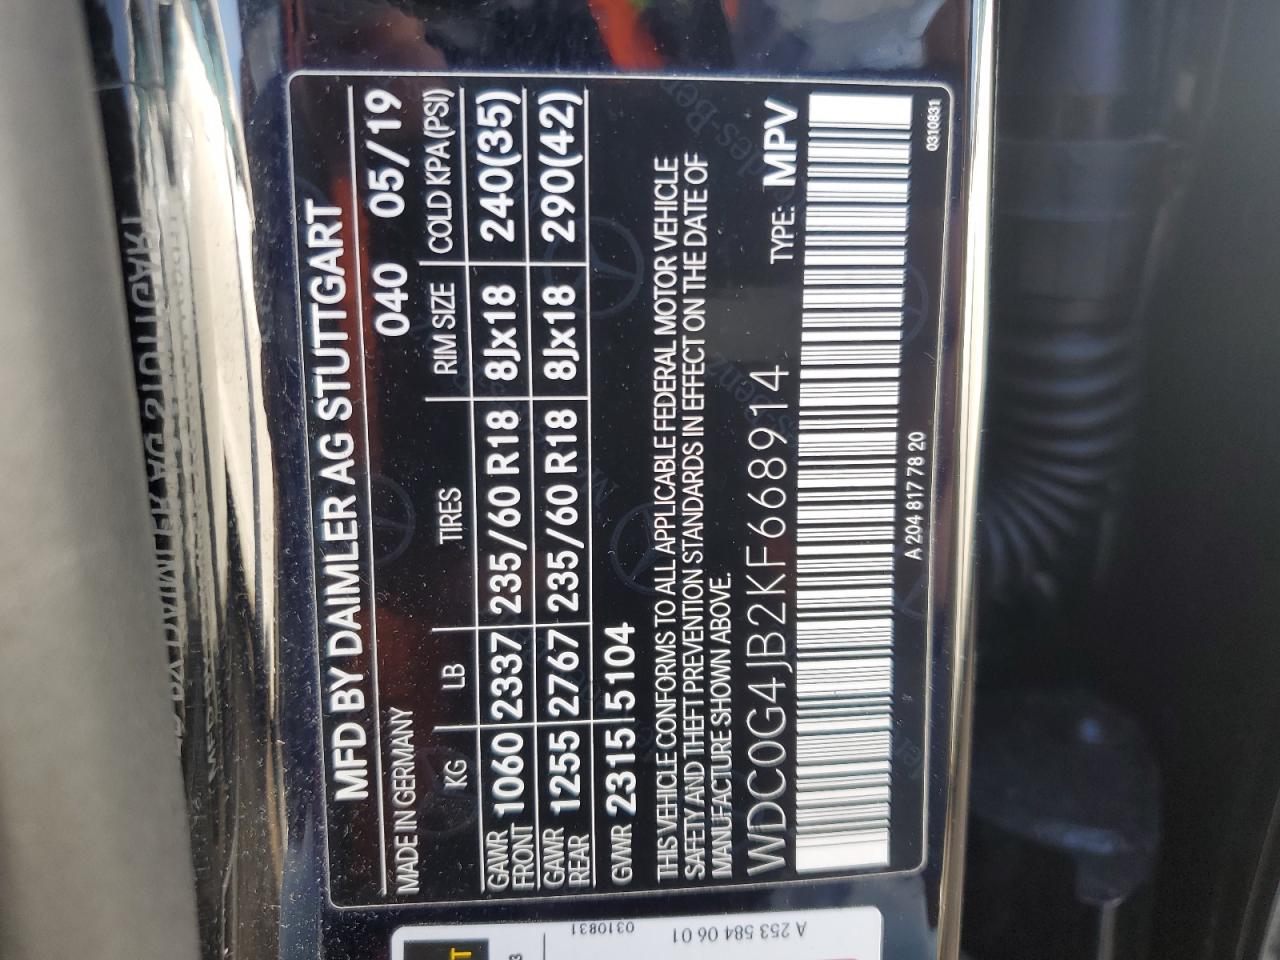 MFD BY DAIMLER AG STUTTGART
MADE IN GERMANY 040 05/19
KG LB TIRES RIM SIZE COLD KPA(PSI)
GAWR FRONT 1060 2337 235/60 R18 8Jx18 240(35)
GAWR REAR 1255 2767 235/60 R18 8Jx18 290(42)
GVWR 2315 5104
THIS VEHICLE CONFORMS TO ALL APPLICABLE FEDERAL MOTOR VEHICLE
SAFETY AND THEFT PREVENTION STANDARDS IN EFFECT ON THE DATE OF
MANUFACTURE SHOWN ABOVE.
WDC0G4JB2KF668914 TYPE: MPV
A 204 817 78 20
0310831
A 253 584 06 01
0310831